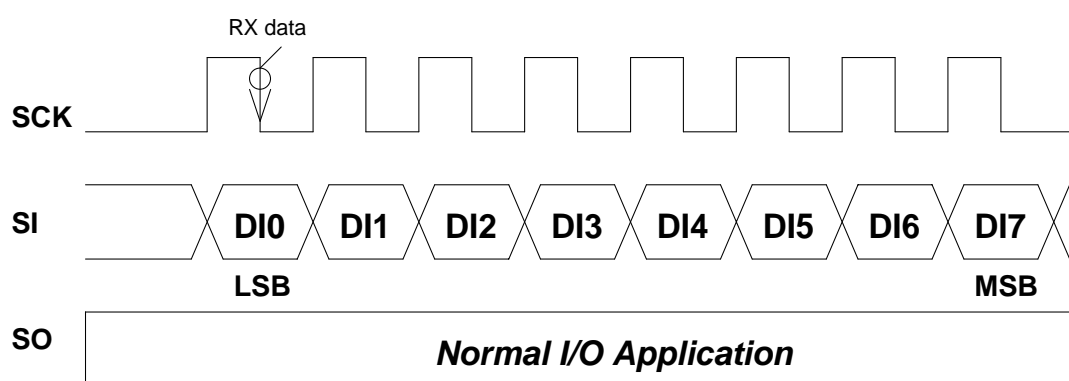 RX data
SCK
SI DI0 DI1 DI2 DI3 DI4 DI5 DI6 DI7
LSB MSB
SO Normal I/O Application